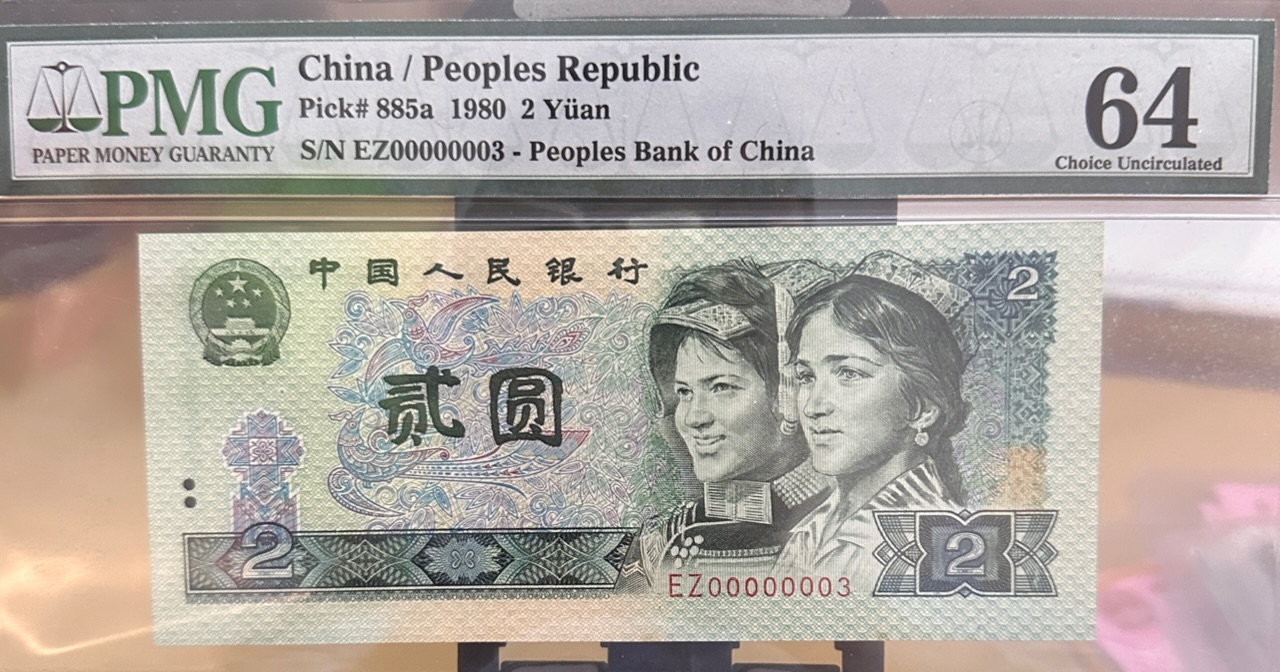 PMG
PAPER MONEY GUARANTY
China / Peoples Republic
Pick# 885a 1980 2 Yüan
S/N EZ00000003 - Peoples Bank of China
64
Choice Uncirculated
中国人民银行
2
贰圆
2
2
EZ00000003